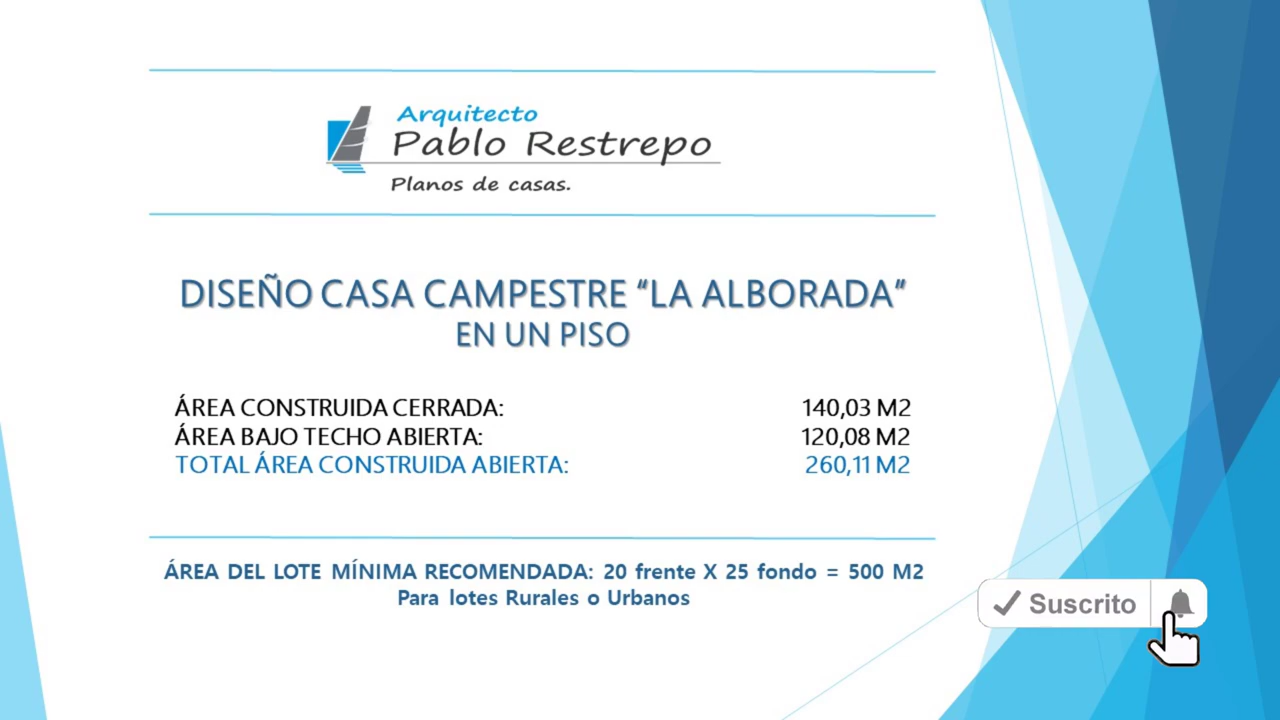 Arquitecto
Pablo Restrepo
Planos de casas.
DISEÑO CASA CAMPESTRE “LA ALBORADA”
EN UN PISO
ÁREA CONSTRUIDA CERRADA: 140,03 M2
ÁREA BAJO TECHO ABIERTA: 120,08 M2
TOTAL ÁREA CONSTRUIDA ABIERTA: 260,11 M2
ÁREA DEL LOTE MÍNIMA RECOMENDADA: 20 frente X 25 fondo = 500 M2
Para lotes Rurales o Urbanos
Suscrito